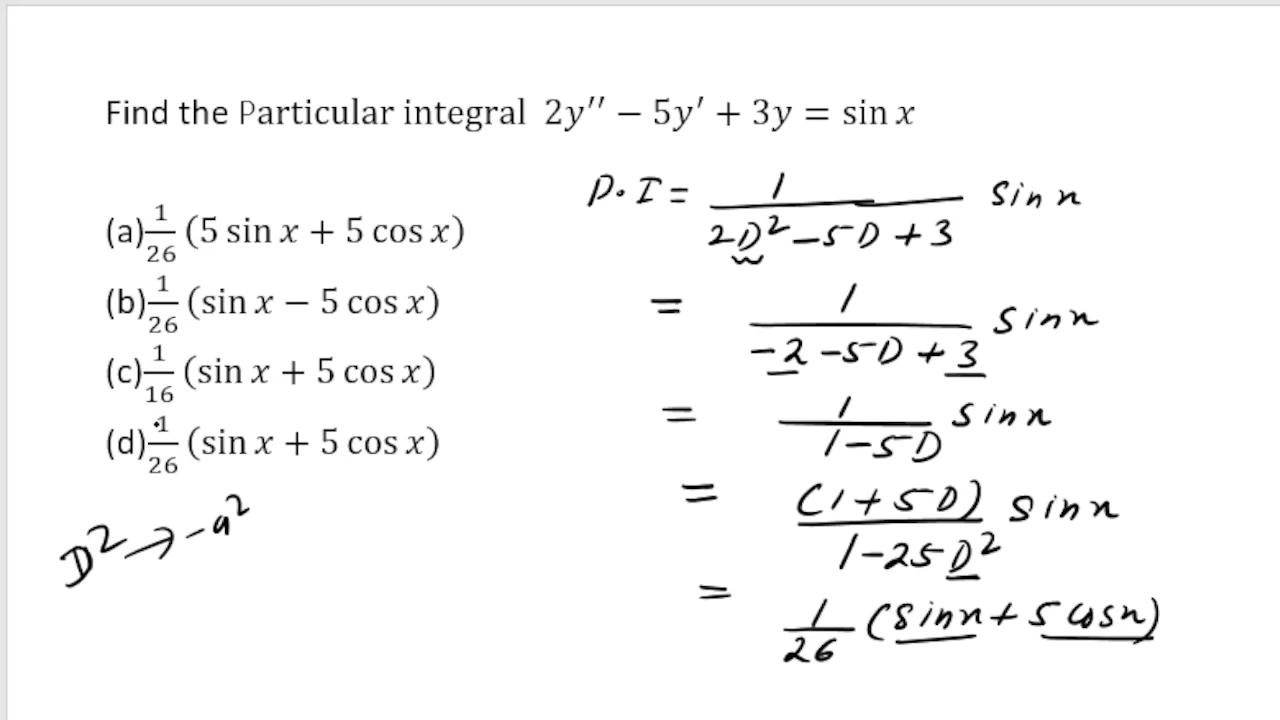 Find the Particular integral 2y′′ − 5y′ + 3y = sin x
(a) 1/26 (5 sin x + 5 cos x)
(b) 1/26 (sin x − 5 cos x)
(c) 1/16 (sin x + 5 cos x)
(d) 1/26 (sin x + 5 cos x)
D² → -a²
P.I = 1/(2D² - 5D + 3) sin x
= 1/(-2 - 5D + 3) sin x
= 1/(1 - 5D) sin x
= (1 + 5D)/(1 - 25D²) sin x
= 1/26 (sin x + 5 cos x)